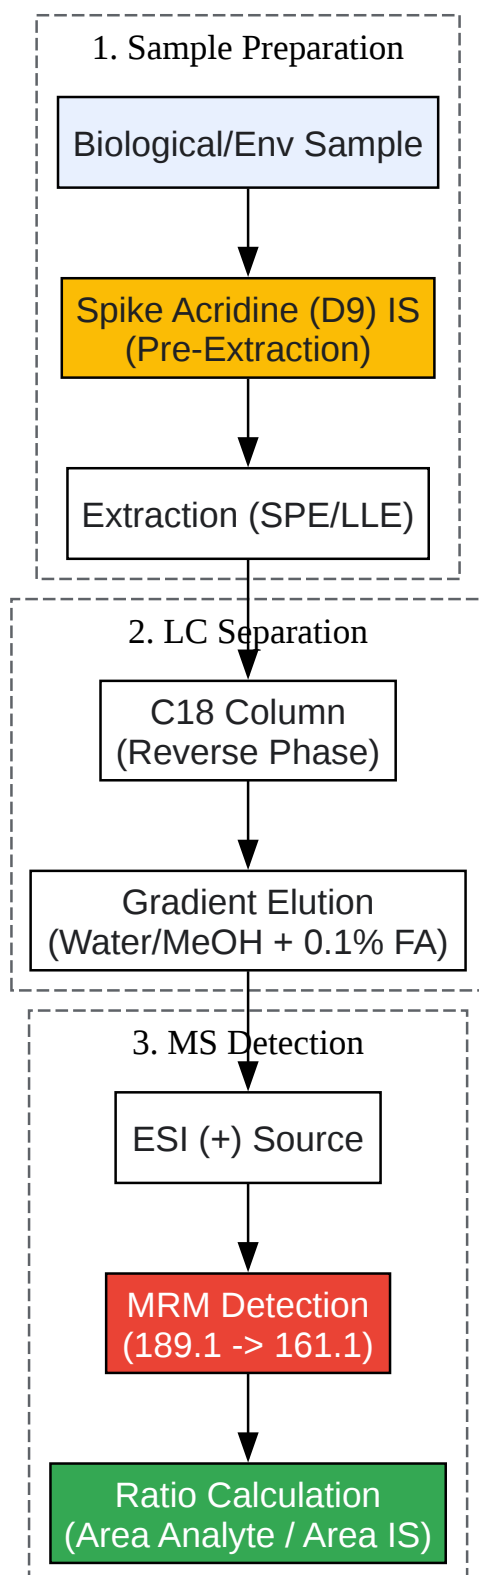 1. Sample Preparation
Biological/Env Sample
Spike Acridine (D9) IS
(Pre-Extraction)
Extraction (SPE/LLE)
2. LC Separation
C18 Column
(Reverse Phase)
Gradient Elution
(Water/MeOH + 0.1% FA)
3. MS Detection
ESI (+) Source
MRM Detection
(189.1 -> 161.1)
Ratio Calculation
(Area Analyte / Area IS)